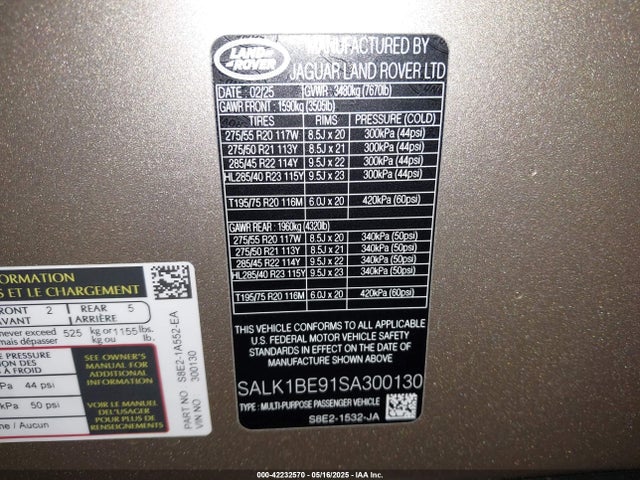 LAND ROVER
MANUFACTURED BY
JAGUAR LAND ROVER LTD
DATE : 02/25 GVWR : 3480kg (7670lb)
GAWR FRONT : 1590kg (3505lb)
TIRES RIMS PRESSURE (COLD)
275/55 R20 117W 8.5J x 20 300kPa (44psi)
275/50 R21 113Y 8.5J x 21 300kPa (44psi)
285/45 R22 114Y 9.5J x 22 300kPa (44psi)
HL285/40 R23 115Y 9.5J x 23 300kPa (44psi)
T195/75 R20 116M 6.0J x 20 420kPa (60psi)
GAWR REAR : 1960kg (4320lb)
275/55 R20 117W 8.5J x 20 340kPa (50psi)
275/50 R21 113Y 8.5J x 21 340kPa (50psi)
285/45 R22 114Y 9.5J x 22 340kPa (50psi)
HL285/40 R23 115Y 9.5J x 23 340kPa (50psi)
T195/75 R20 116M 6.0J x 20 420kPa (60psi)
THIS VEHICLE CONFORMS TO ALL APPLICABLE
U.S. FEDERAL MOTOR VEHICLE SAFETY
STANDARDS IN EFFECT ON THE DATE OF
MANUFACTURE SHOWN ABOVE
SALK1BE91SA300130
TYPE : MULTI-PURPOSE PASSENGER VEHICLE
S8E2-1532-JA
FORMATION
S ET LE CHARGEMENT
FRONT 2 REAR 5
AVANT ARRIÈRE
never exceed 525 kg or 1155 lbs.
mais dépasser kg ou lb.
E PRESSURE
ION DES
À FROID
Pa 44 psi
kPa 50 psi
ne / Aucun
SEE OWNER'S
MANUAL FOR
ADDITIONAL
INFORMATION
VOIR LE MANUEL
DE L'USAGER
POUR PLUS DE
RENSEIGNEMENTS
PART NO S8E2-1A552-EA
VIN NO 300130
000-42232570 - 05/16/2025 - IAA Inc.